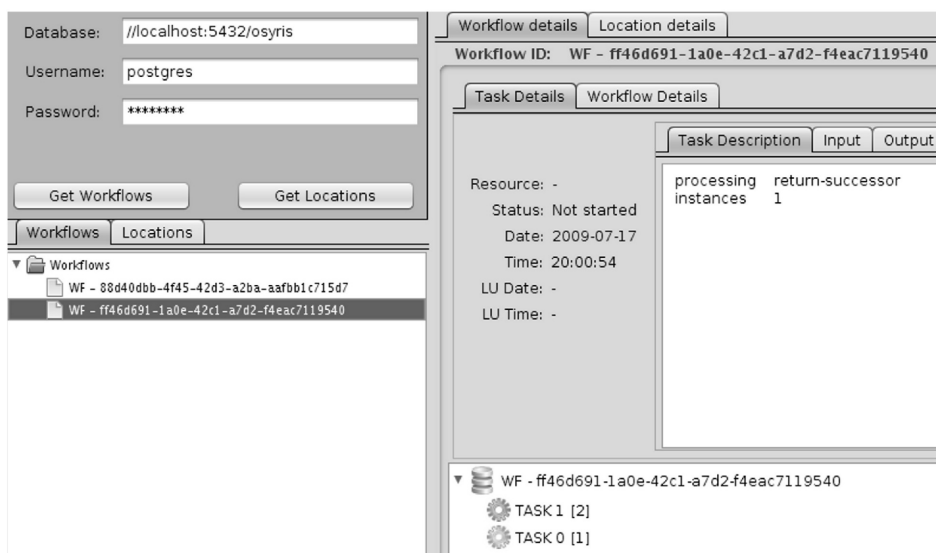 Database: //localhost:5432/osyris
Username: postgres
Password: ********
Get Workflows Get Locations
Workflows Locations
Workflows
WF - 88d40dbb-4f45-42d3-a2ba-aafbb1c715d7
WF - ff46d691-1a0e-42c1-a7d2-f4eac7119540
Workflow details Location details
Workflow ID: WF - ff46d691-1a0e-42c1-a7d2-f4eac7119540
Task Details Workflow Details
Resource: -
Status: Not started
Date: 2009-07-17
Time: 20:00:54
LU Date: -
LU Time: -
Task Description Input Output
processing return-successor
instances 1
WF - ff46d691-1a0e-42c1-a7d2-f4eac7119540
TASK 1 [2]
TASK 0 [1]